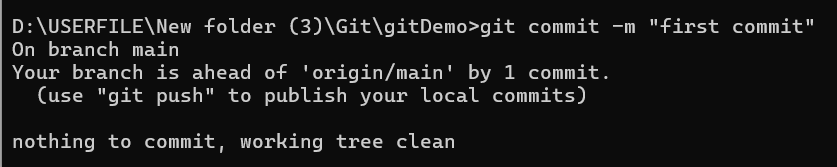 D:\USERFILE\New folder (3)\Git\gitDemo>git commit -m "first commit"
On branch main
Your branch is ahead of 'origin/main' by 1 commit.
  (use "git push" to publish your local commits)

nothing to commit, working tree clean